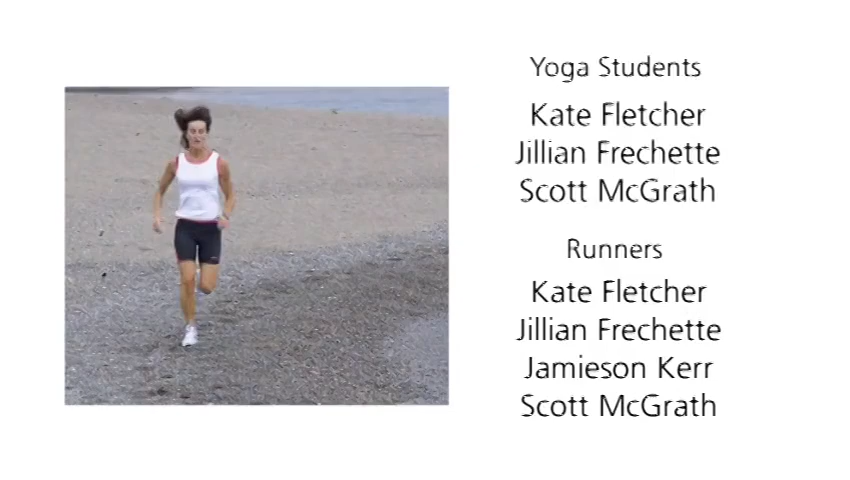 Yoga Students
Kate Fletcher
Jillian Frechette
Scott McGrath
Runners
Kate Fletcher
Jillian Frechette
Jamieson Kerr
Scott McGrath